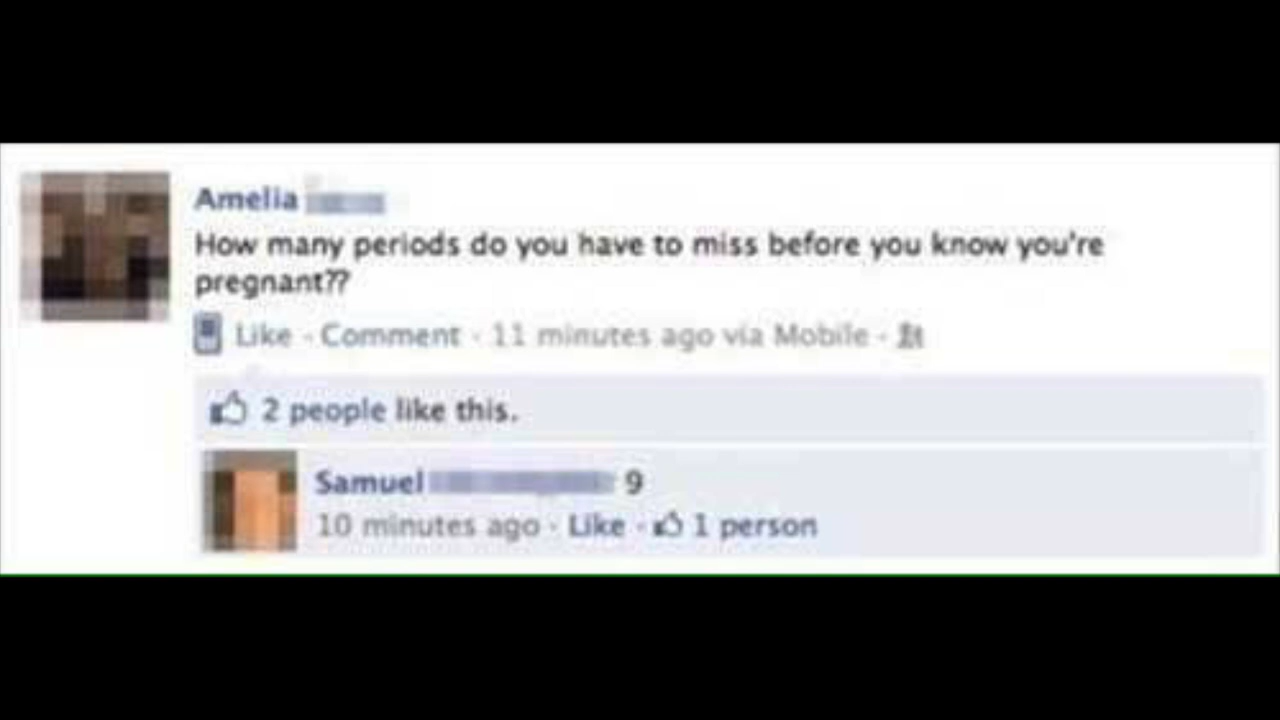 Amelia
How many periods do you have to miss before you know you're
pregnant??
Like · Comment · 11 minutes ago via Mobile ·
2 people like this.
Samuel 9
10 minutes ago · Like · 1 person